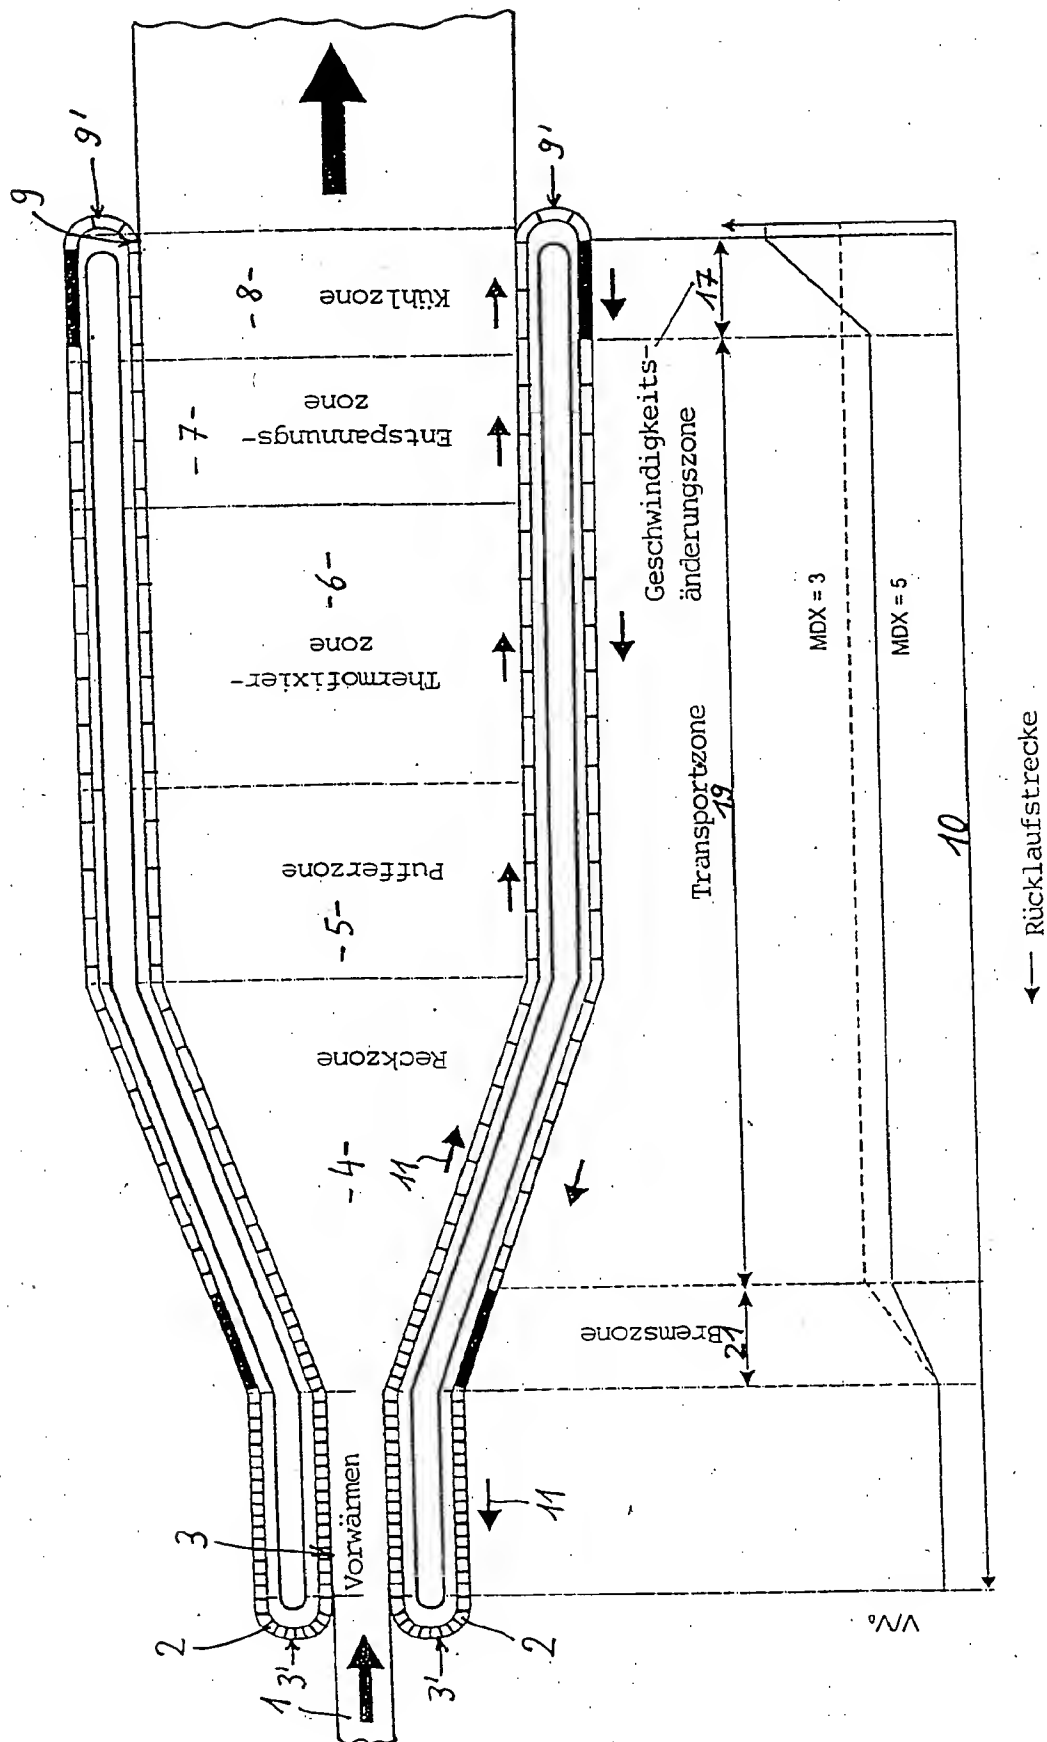 9
9'
9'
-8-
Kühlzone
-7-
Entspannungs-
zone
-6-
Thermofixier-
zone
-5-
Pufferzone
Reckzone
-4-
11
Vorwärmen
3
2
3'
1
3'
2
11
Geschwindigkeits-
änderungszone
17
Transportzone
19
Bremszone
21
MDX = 3
MDX = 5
V/V₀
10
← Rücklaufstrecke